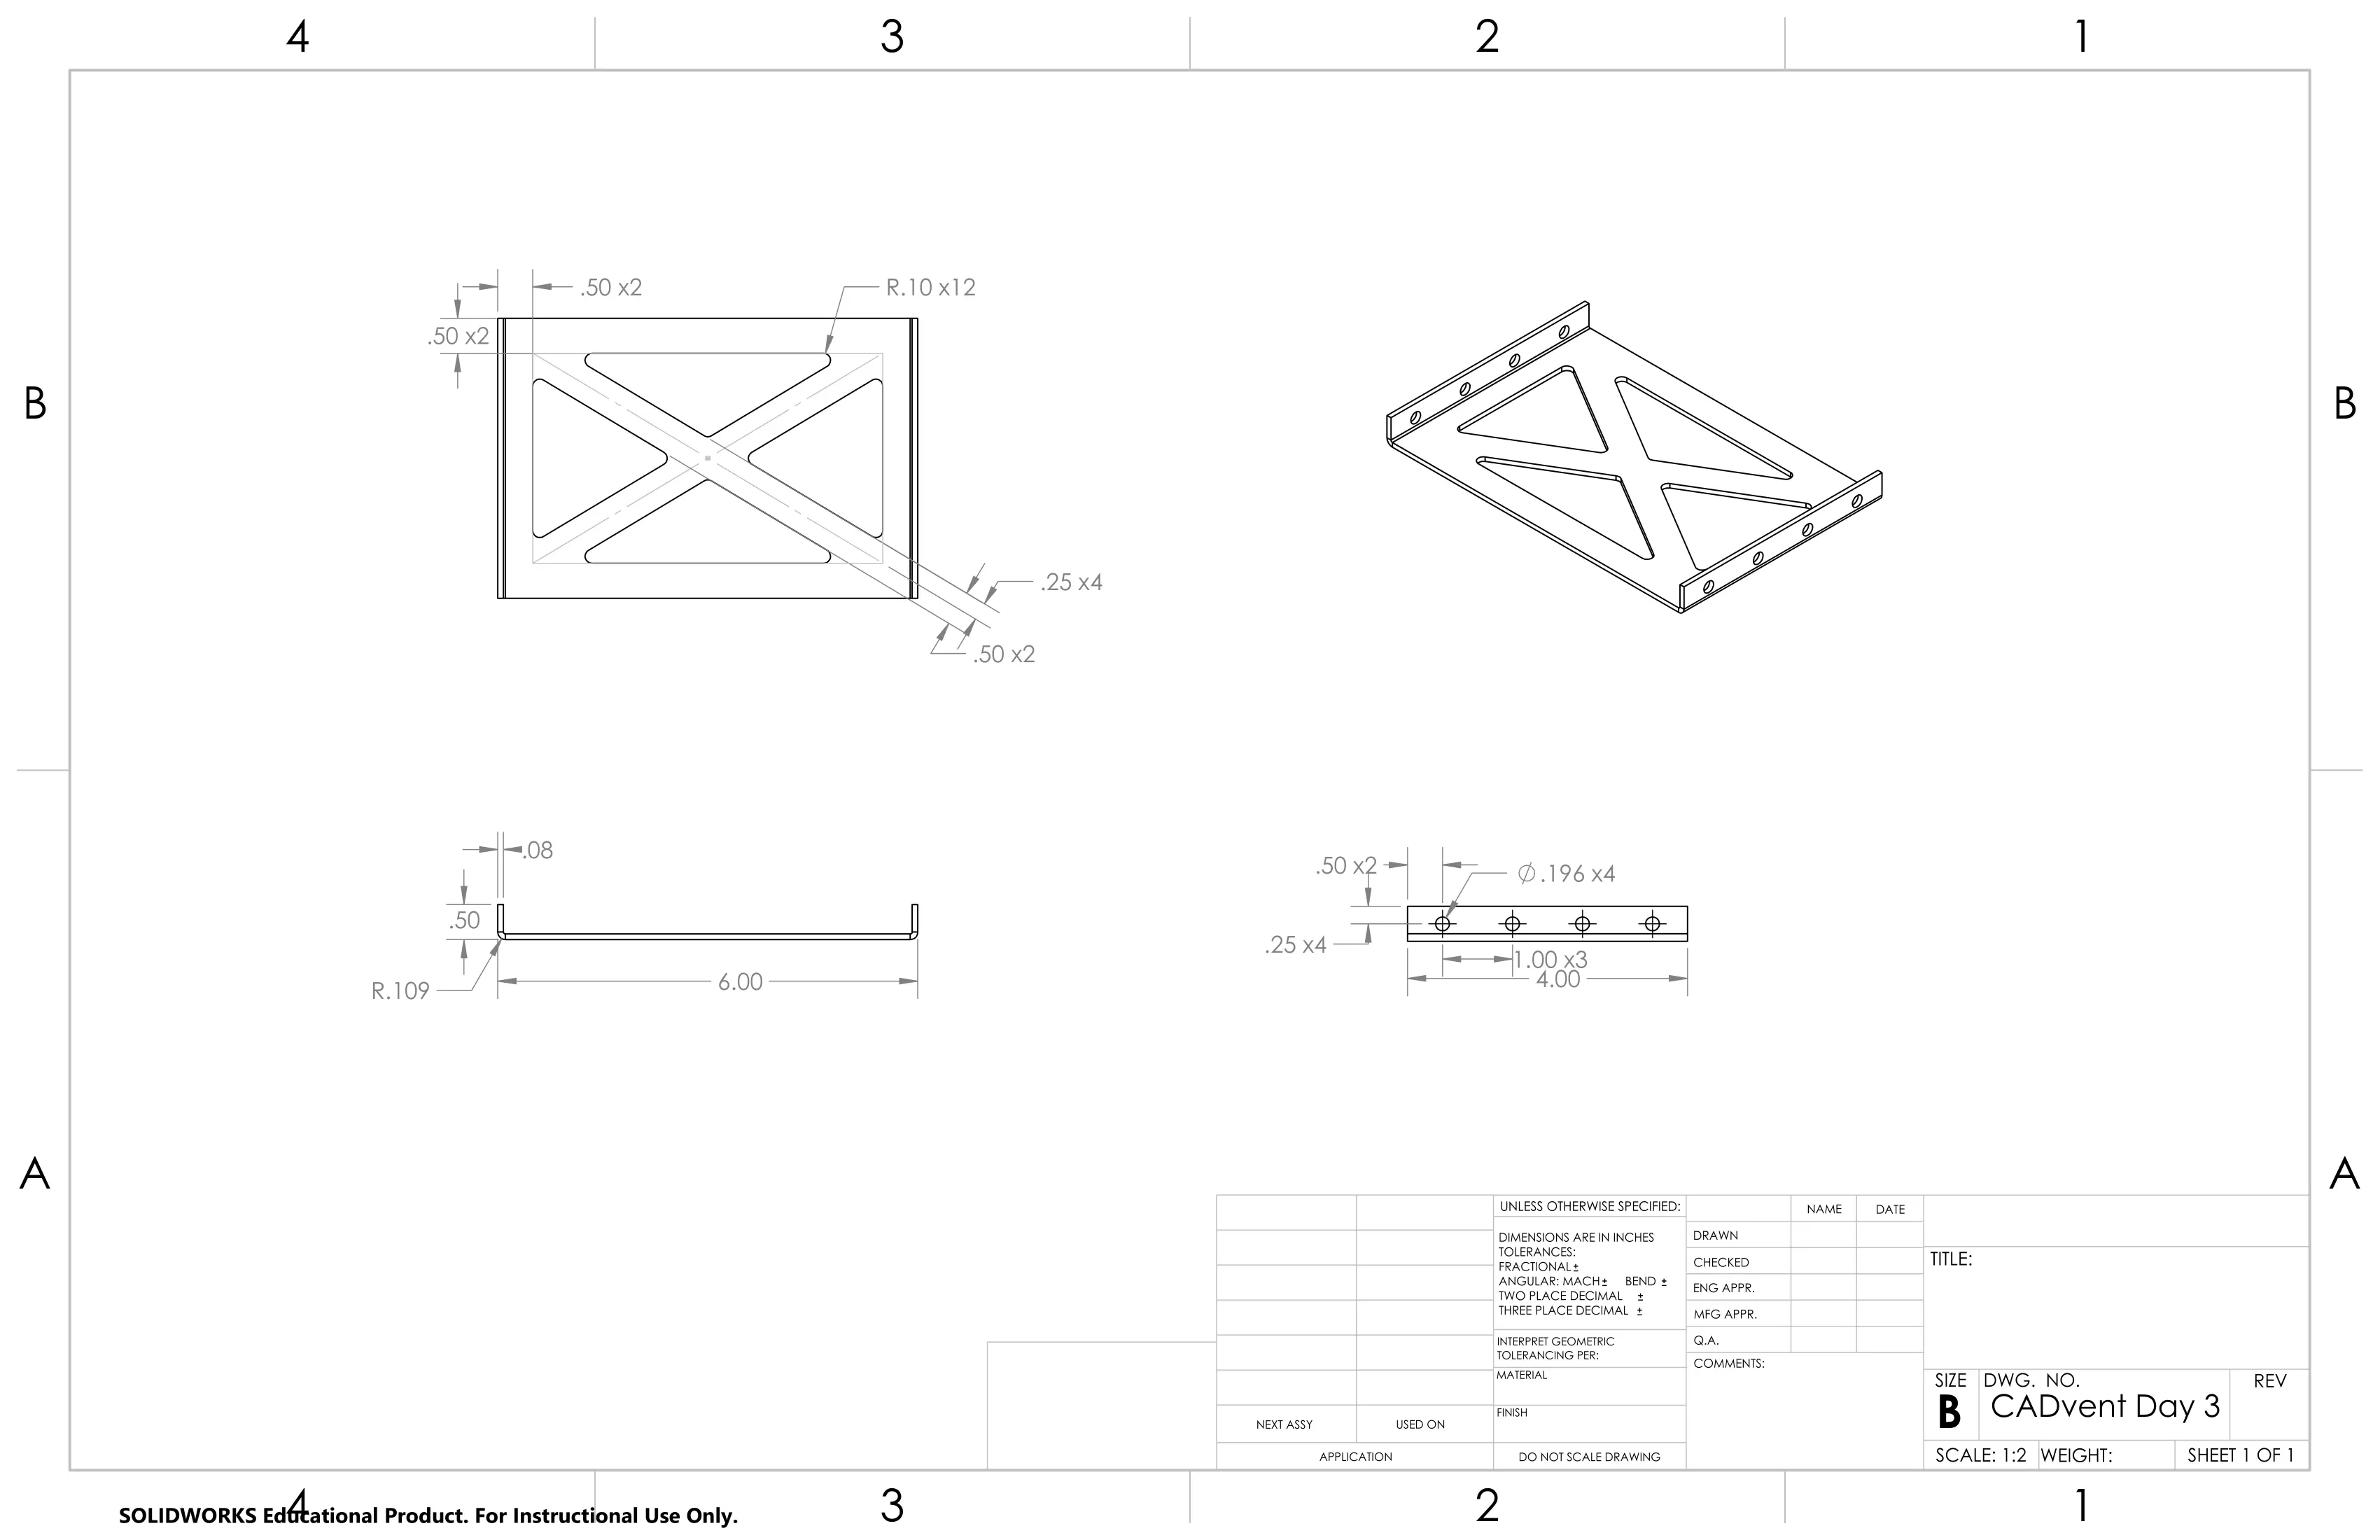 4 3 2 1
B B
.50 x2
R.10 x12
.50 x2
.25 x4
.50 x2
.08
.50
R.109
6.00
.50 x2
Ø.196 x4
.25 x4
1.00 x3
4.00
A A
UNLESS OTHERWISE SPECIFIED:
DIMENSIONS ARE IN INCHES
TOLERANCES:
FRACTIONAL±
ANGULAR: MACH± BEND ±
TWO PLACE DECIMAL ±
THREE PLACE DECIMAL ±
INTERPRET GEOMETRIC
TOLERANCING PER:
MATERIAL
FINISH
NEXT ASSY USED ON
APPLICATION
DO NOT SCALE DRAWING
NAME DATE
DRAWN
CHECKED
ENG APPR.
MFG APPR.
Q.A.
COMMENTS:
TITLE:
SIZE DWG. NO. REV
B CADvent Day 3
SCALE: 1:2 WEIGHT: SHEET 1 OF 1
4 3 2 1
SOLIDWORKS Educational Product. For Instructional Use Only.